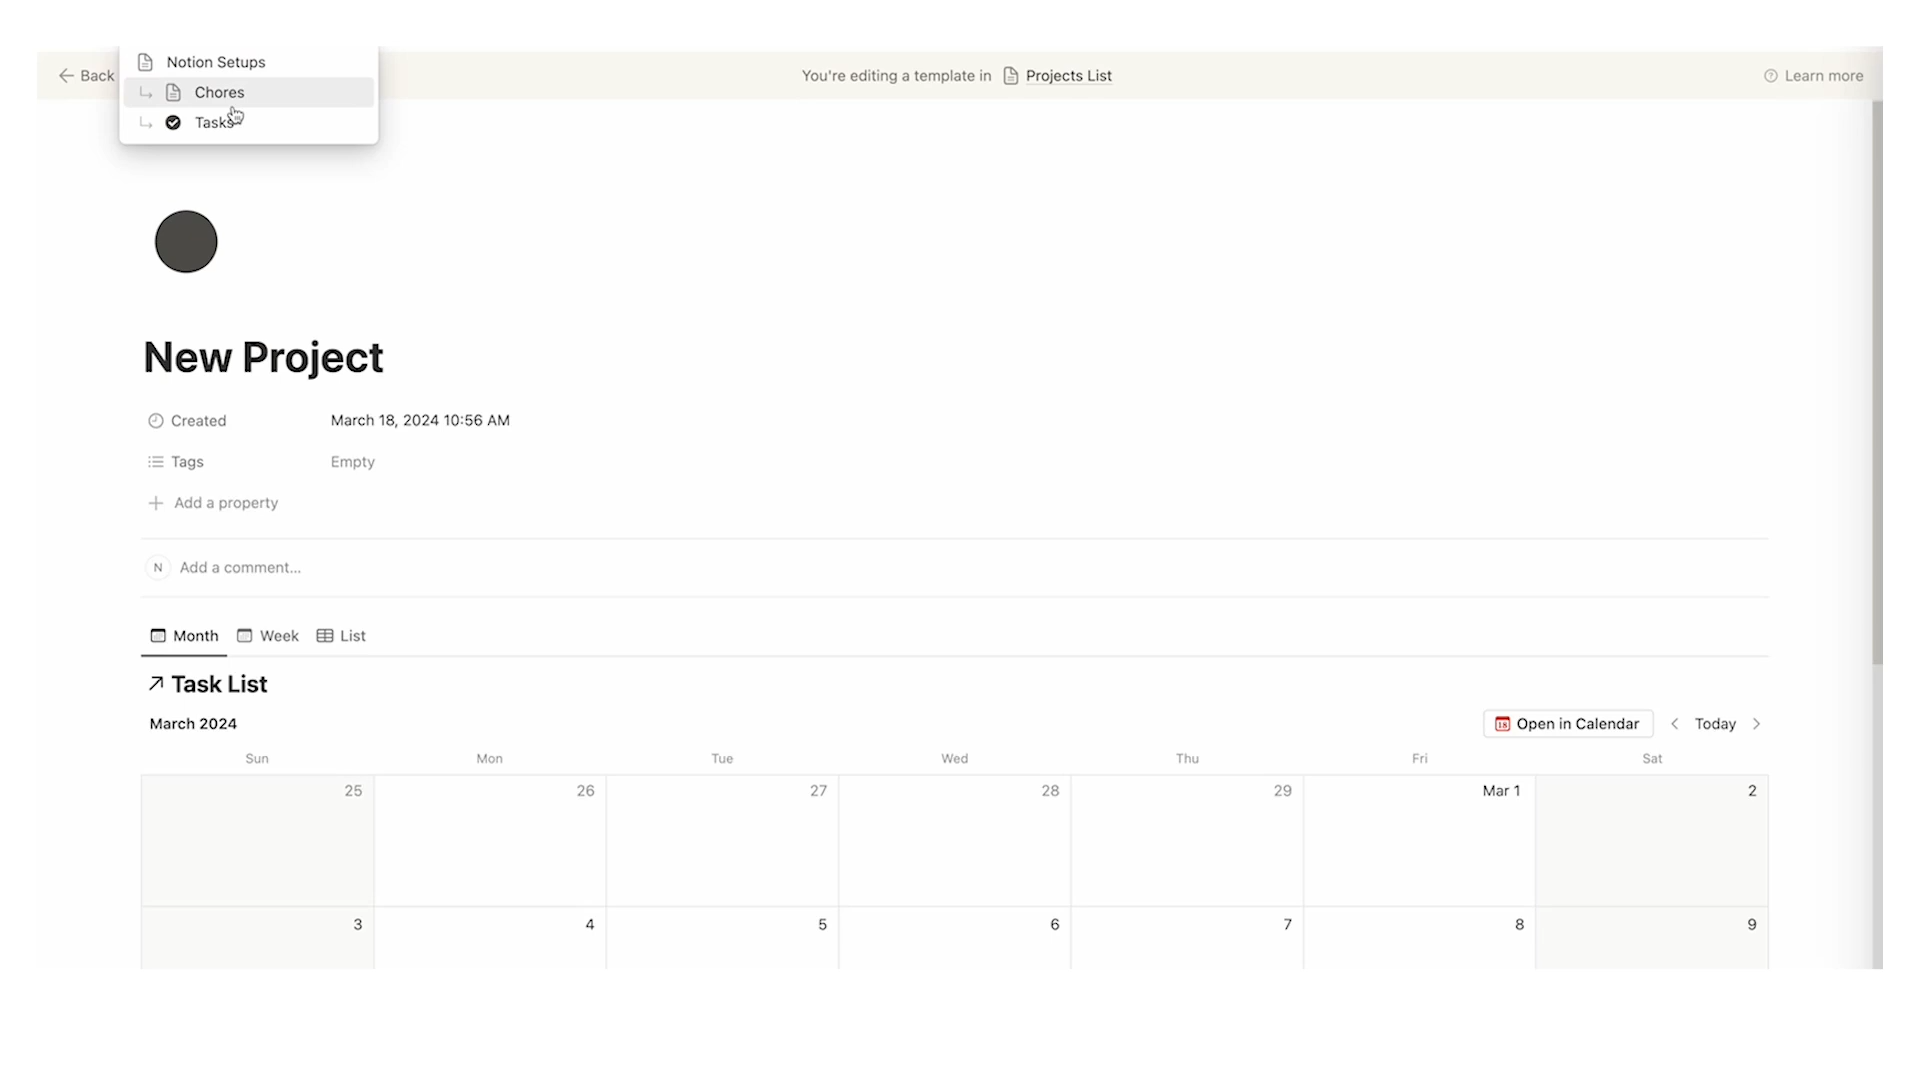 Notion Setups
Back
You're editing a template in Projects List
Learn more
Chores
Tasks
New Project
Created March 18, 2024 10:56 AM
Tags Empty
Add a property
N Add a comment...
Month Week List
Task List
March 2024
18 Open in Calendar Today
Sun Mon Tue Wed Thu Fri Sat
25 26 27 28 29 Mar 1 2
3 4 5 6 7 8 9